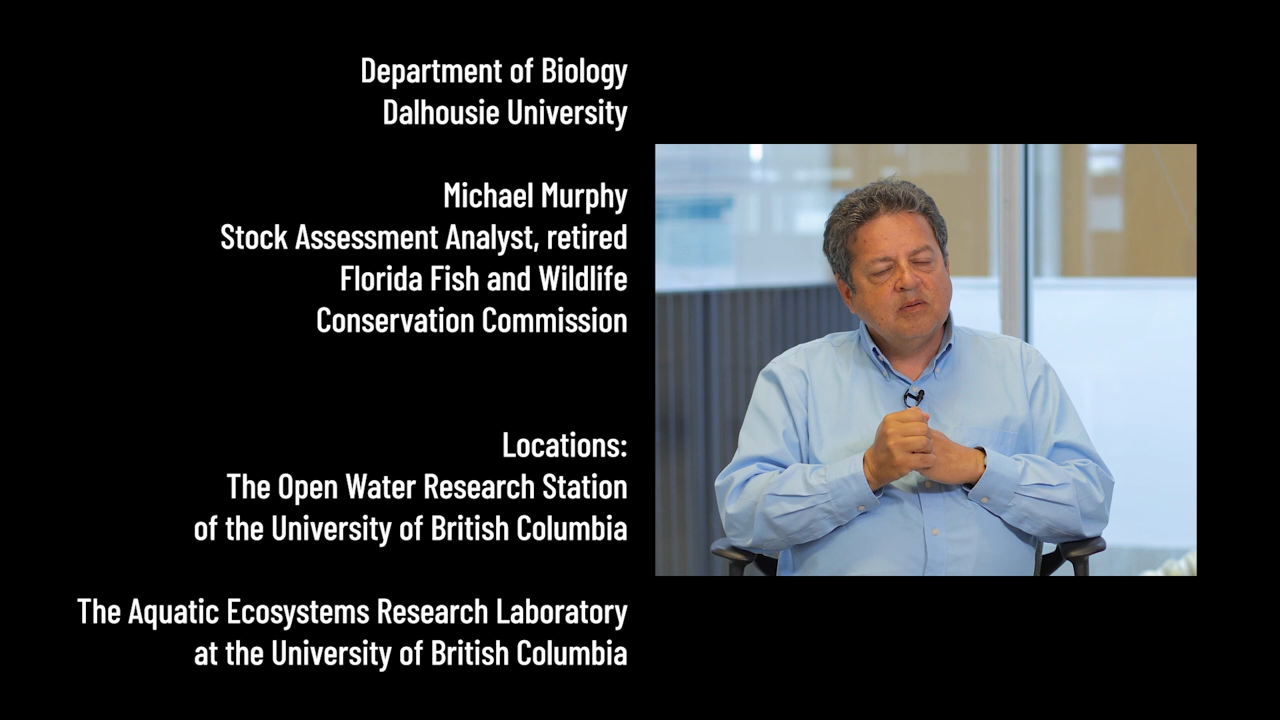 Department of Biology
Dalhousie University
Michael Murphy
Stock Assessment Analyst, retired
Florida Fish and Wildlife
Conservation Commission
Locations:
The Open Water Research Station
of the University of British Columbia
The Aquatic Ecosystems Research Laboratory
at the University of British Columbia